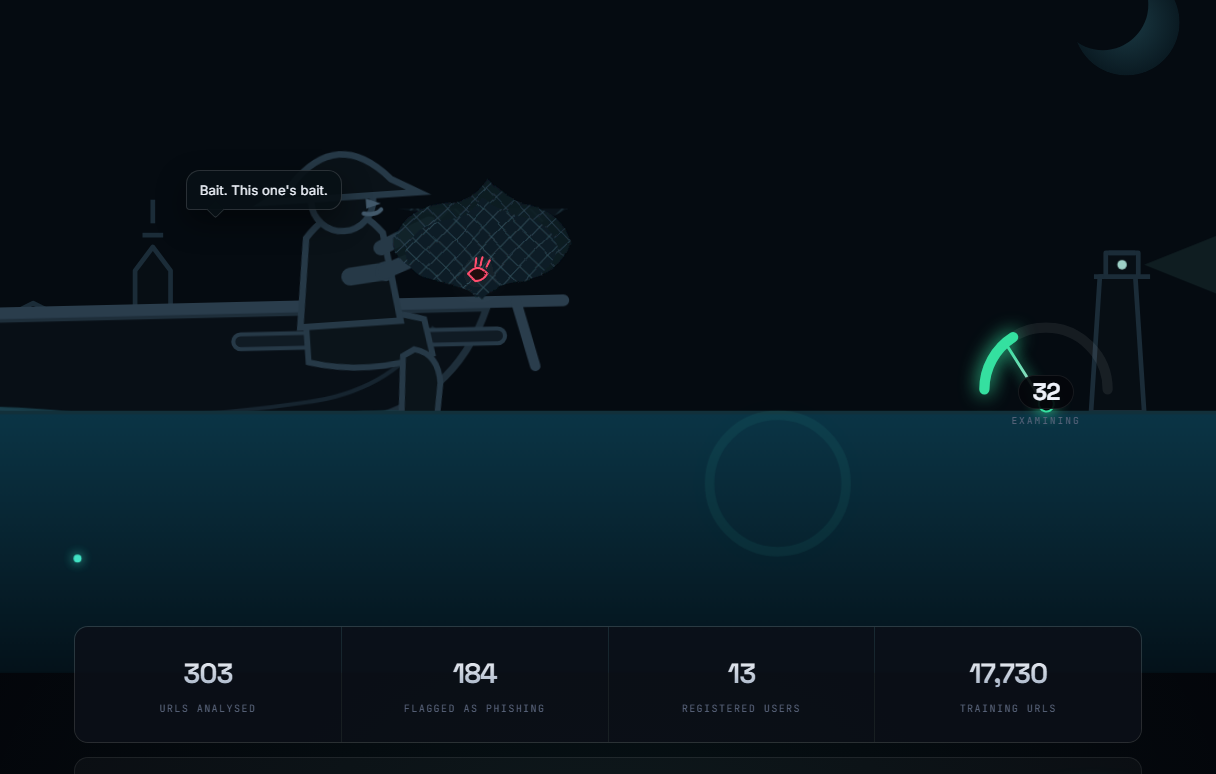 Bait. This one's bait.
32
EXAMINING
303
184
13
17,730
URLS ANALYSED
FLAGGED AS PHISHING
REGISTERED USERS
TRAINING URLS